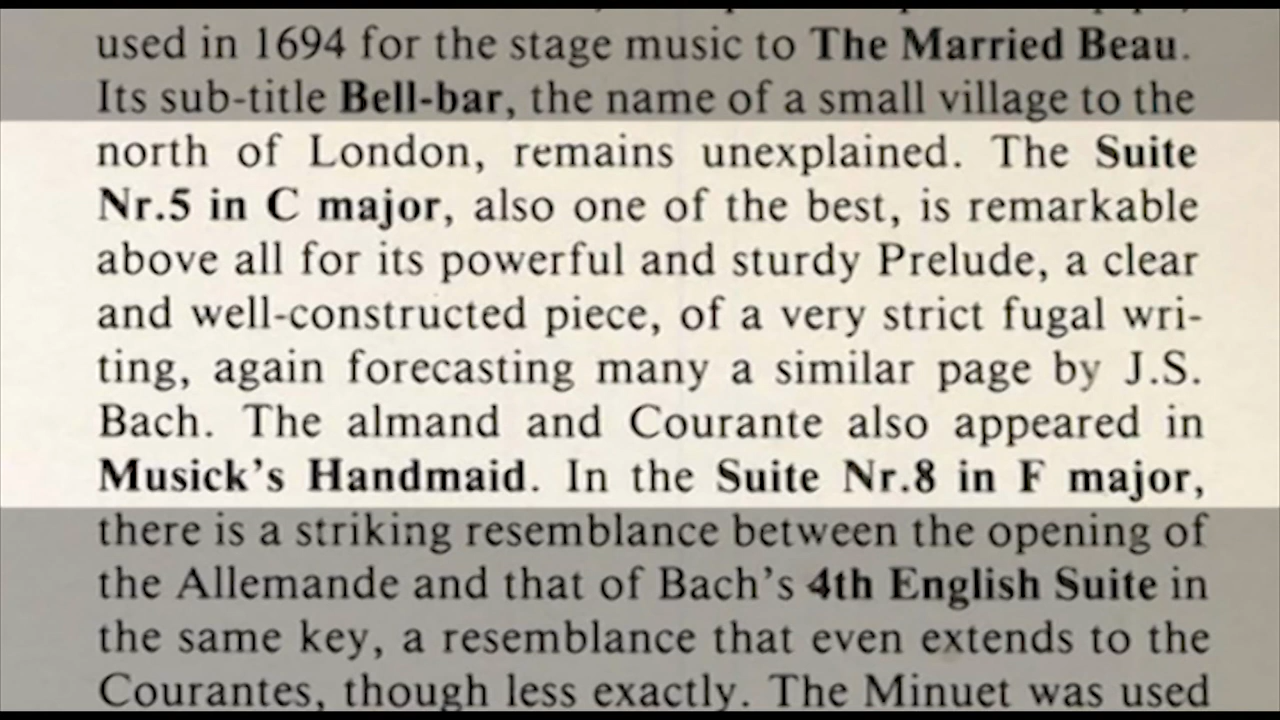 used in 1694 for the stage music to The Married Beau.
Its sub-title Bell-bar, the name of a small village to the
north of London, remains unexplained. The Suite
Nr.5 in C major, also one of the best, is remarkable
above all for its powerful and sturdy Prelude, a clear
and well-constructed piece, of a very strict fugal wri-
ting, again forecasting many a similar page by J.S.
Bach. The almand and Courante also appeared in
Musick's Handmaid. In the Suite Nr.8 in F major,
there is a striking resemblance between the opening of
the Allemande and that of Bach's 4th English Suite in
the same key, a resemblance that even extends to the
Courantes, though less exactly. The Minuet was used